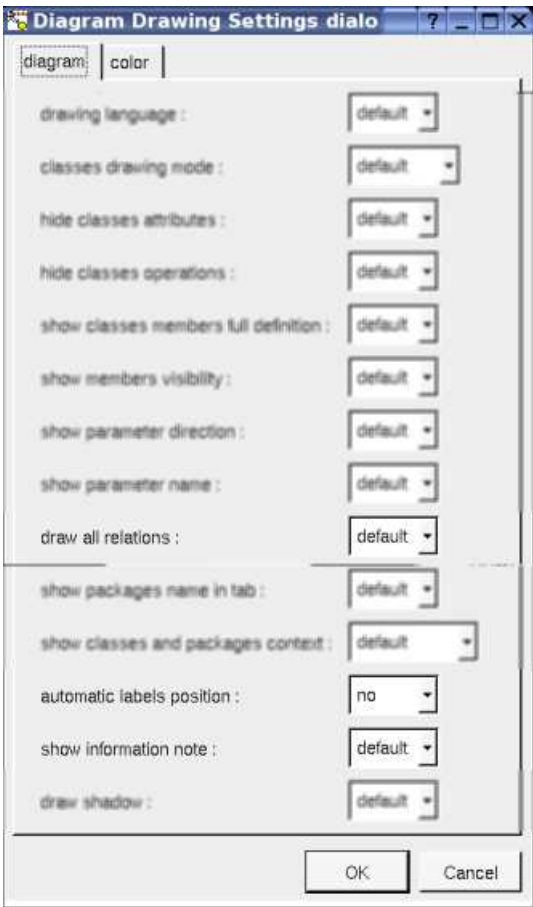 Diagram Drawing Settings dialo
diagram color
drawing language : default
classes drawing mode : default
hide classes attributes : default
hide classes operations : default
show classes members full definition : default
show members visibility : default
show parameter direction : default
show parameter name : default
draw all relations : default
show packages name in tab : default
show classes and packages context : default
automatic labels position : no
show information note : default
draw shadow : default
OK Cancel